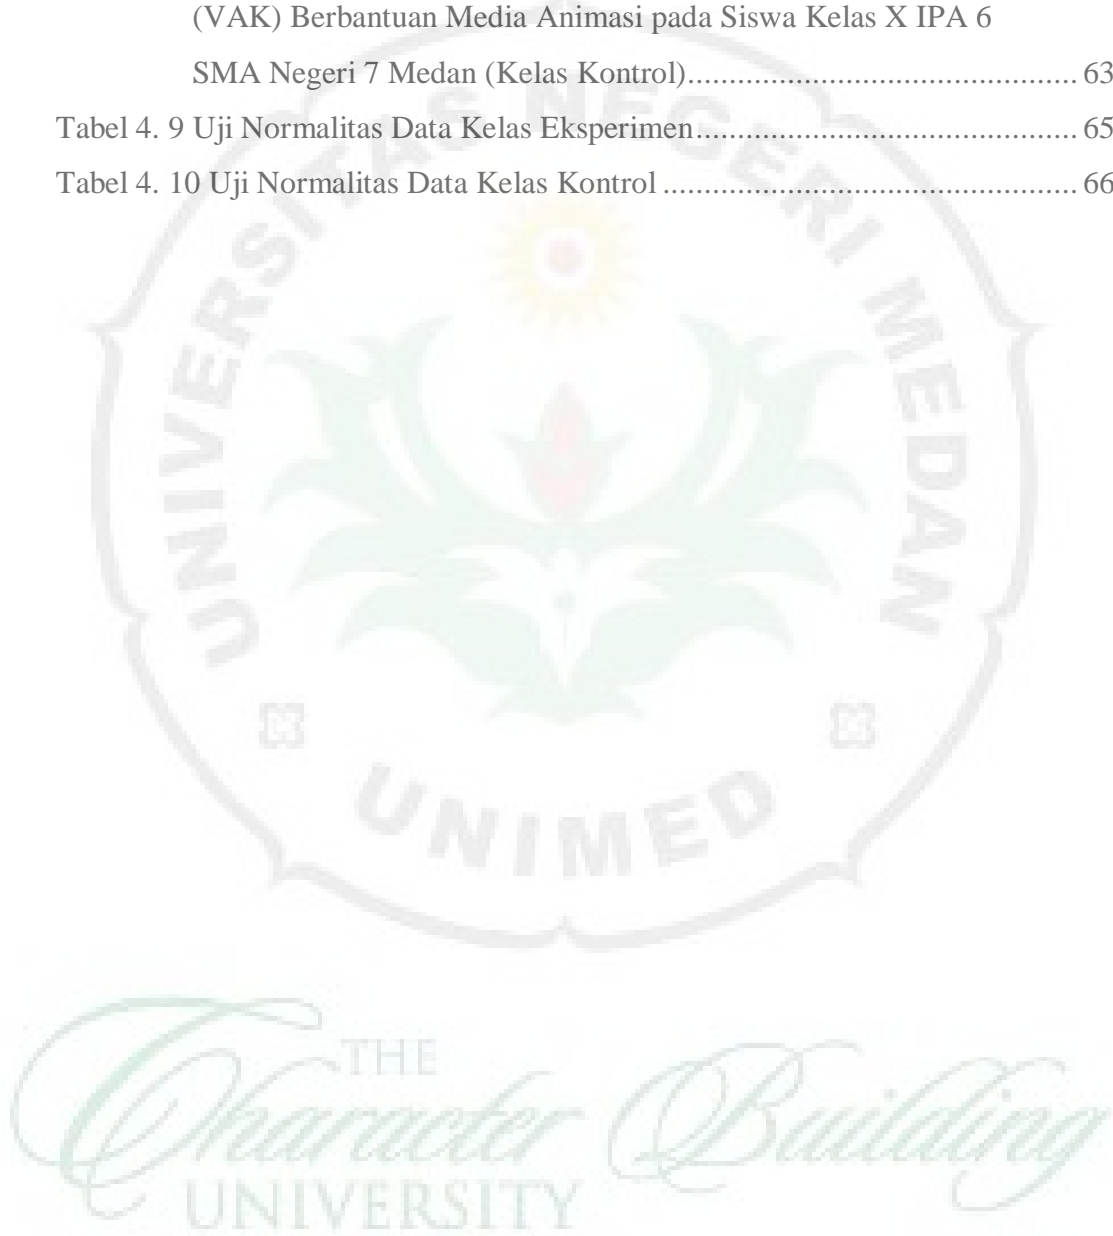 (VAK) Berbantuan Media Animasi pada Siswa Kelas X IPA 6
SMA Negeri 7 Medan (Kelas Kontrol)............................................... 63
Tabel 4. 9 Uji Normalitas Data Kelas Eksperimen.............................................. 65
Tabel 4. 10 Uji Normalitas Data Kelas Kontrol .................................................. 66
UNIVERSITAS NEGERI MEDAN
UNIMED
THE
Character Building
UNIVERSITY